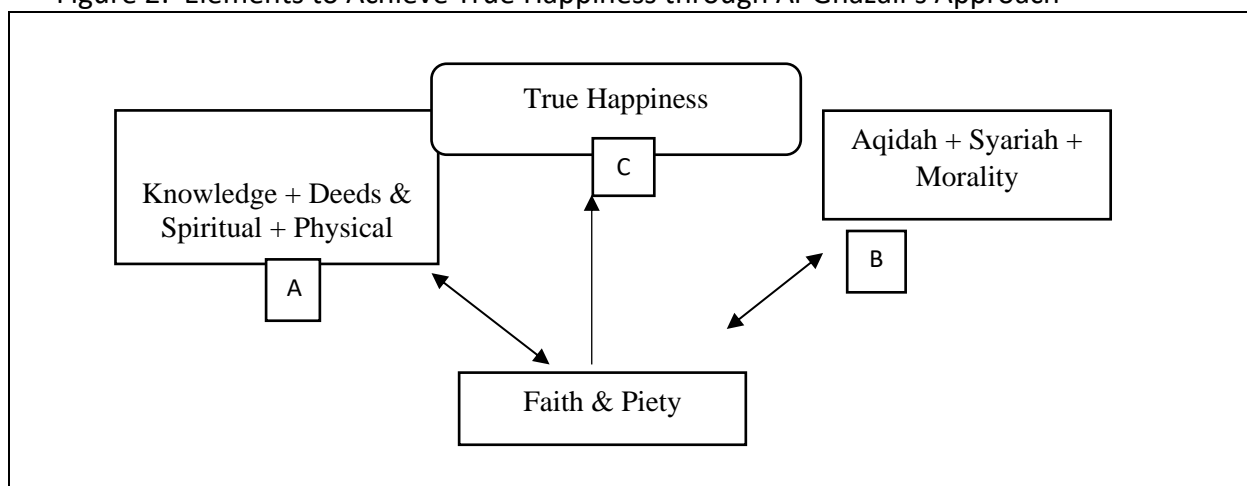 Figure 2: Elements to Achieve True Happiness through Al-Ghazali's Approach
True Happiness
C
Knowledge + Deeds &
Spiritual + Physical
A
Aqidah + Syariah +
Morality
B
Faith & Piety